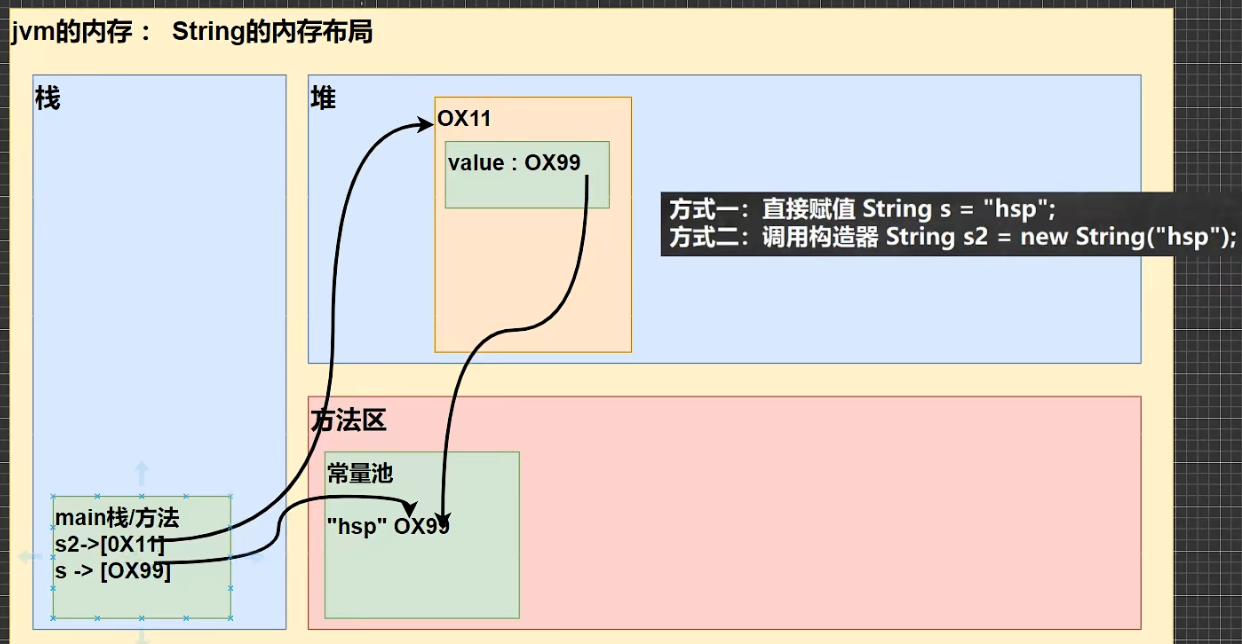 jvm的内存： String的内存布局
栈
堆
OX11
value : OX99
方式一：直接赋值 String s = "hsp";
方式二：调用构造器 String s2 = new String("hsp");
方法区
常量池
"hsp" OX99
main栈/方法
s2->[0X11]
s -> [OX99]